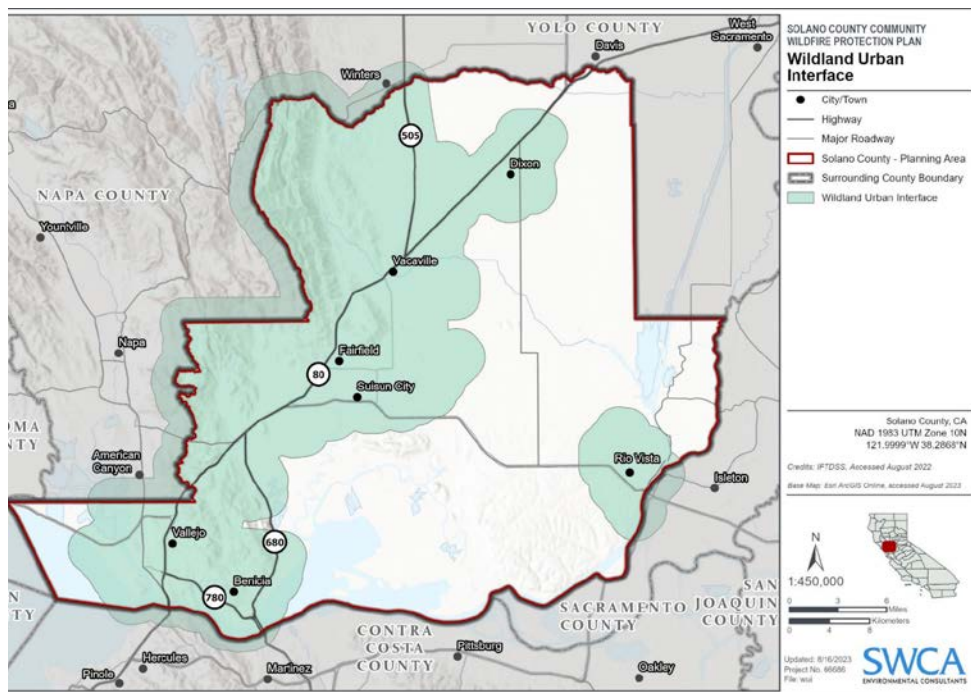 YOLO COUNTY
West
Sacramento
Davis
Winters
505
Dixon
NAPA COUNTY
Yountville
Vacaville
Napa
Fairfield
80
Suisun City
American
Canyon
Rio Vista
Isleton
Vallejo
680
780
Benicia
SACRAMENTO
COUNTY
SAN
JOAQUIN
COUNTY
CONTRA
COSTA
COUNTY
Pittsburg
Hercules
Pinole
Martinez
Oakley
SOLANO COUNTY COMMUNITY
WILDFIRE PROTECTION PLAN
Wildland Urban
Interface
City/Town
Highway
Major Roadway
Solano County - Planning Area
Surrounding County Boundary
Wildland Urban Interface
Solano County, CA
NAD 1983 UTM Zone 10N
121.9999°W 38.2868°N
Credits: IFTDSS, Accessed August 2022
Base Map: Esri ArcGIS Online, accessed August 2023
N
1:450,000
0 3 6
Miles
Kilometers
0 4 8
Updated: 8/16/2023
Project No. 66686
File: wui
SWCA
ENVIRONMENTAL CONSULTANTS